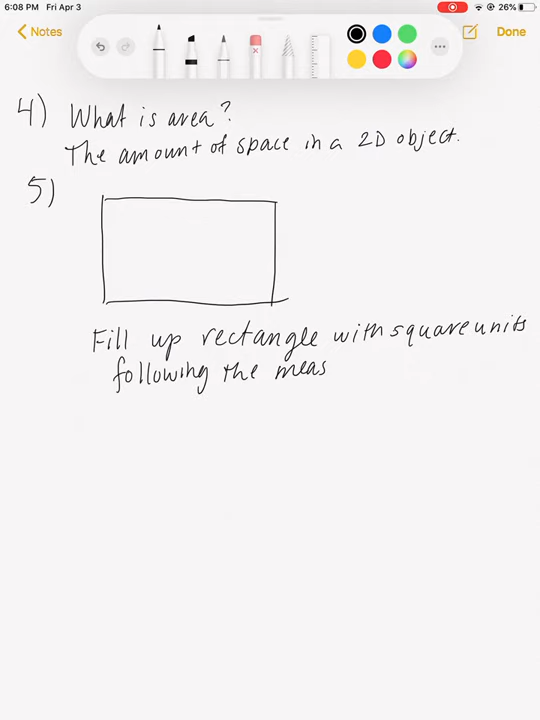 6:08 PM Fri Apr 3
26%
Notes
Done
4) What is area?
The amount of space in a 2D object.
5)
Fill up rectangle with square units
following the meas